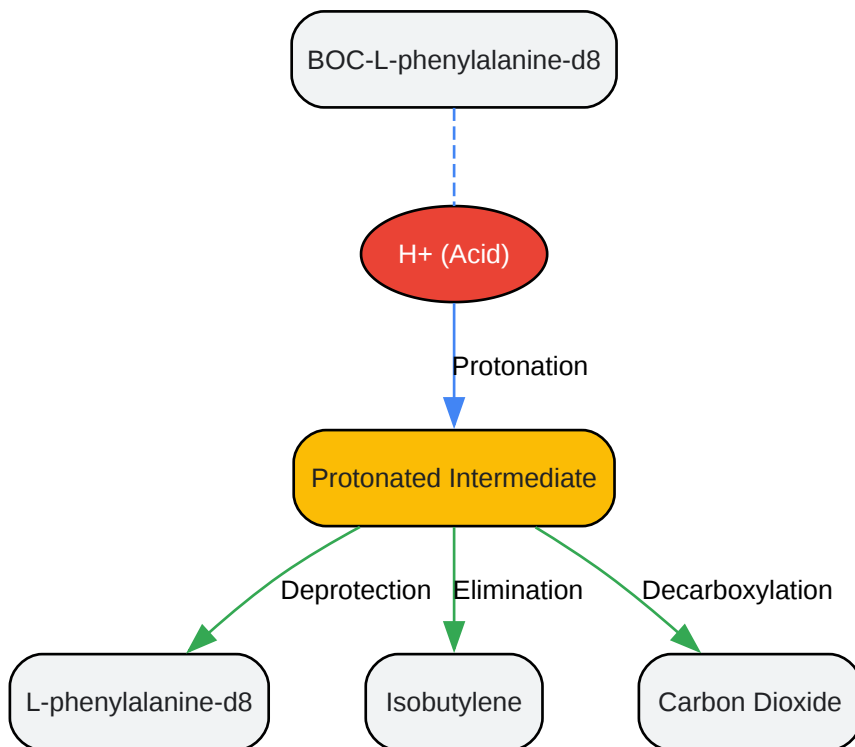 BOC-L-phenylalanine-d8
H+ (Acid)
Protonation
Protonated Intermediate
Deprotection
Elimination
Decarboxylation
L-phenylalanine-d8
Isobutylene
Carbon Dioxide